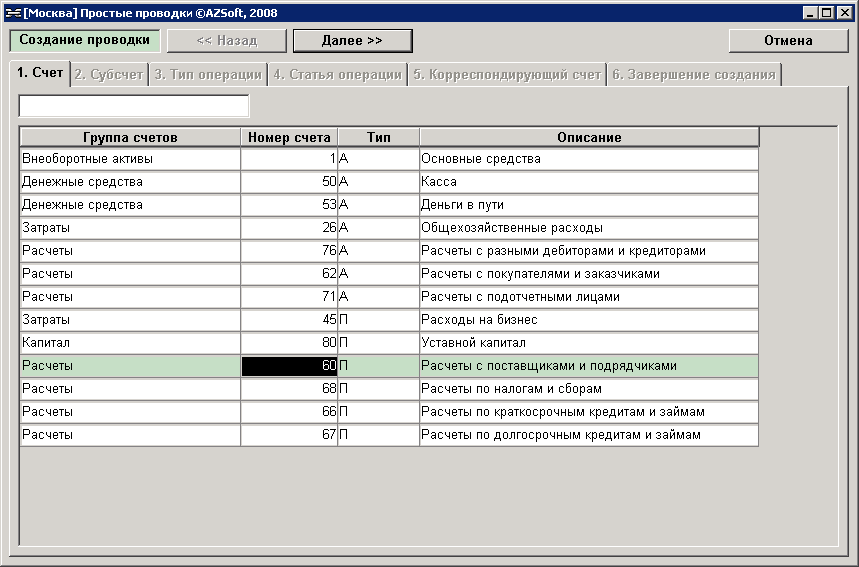 [Москва] Простые проводки ©AZSoft, 2008
Создание проводки << Назад Далее >> Отмена
1. Счет 2. Субсчет 3. Тип операции 4. Статья операции 5. Корреспондирующий счет 6. Завершение создания
Группа счетов Номер счета Тип Описание
Внеоборотные активы 1 А Основные средства
Денежные средства 50 А Касса
Денежные средства 53 А Деньги в пути
Затраты 26 А Общехозяйственные расходы
Расчеты 76 А Расчеты с разными дебиторами и кредиторами
Расчеты 62 А Расчеты с покупателями и заказчиками
Расчеты 71 А Расчеты с подотчетными лицами
Затраты 45 П Расходы на бизнес
Капитал 80 П Уставной капитал
Расчеты 60 П Расчеты с поставщиками и подрядчиками
Расчеты 68 П Расчеты по налогам и сборам
Расчеты 66 П Расчеты по краткосрочным кредитам и займам
Расчеты 67 П Расчеты по долгосрочным кредитам и займам